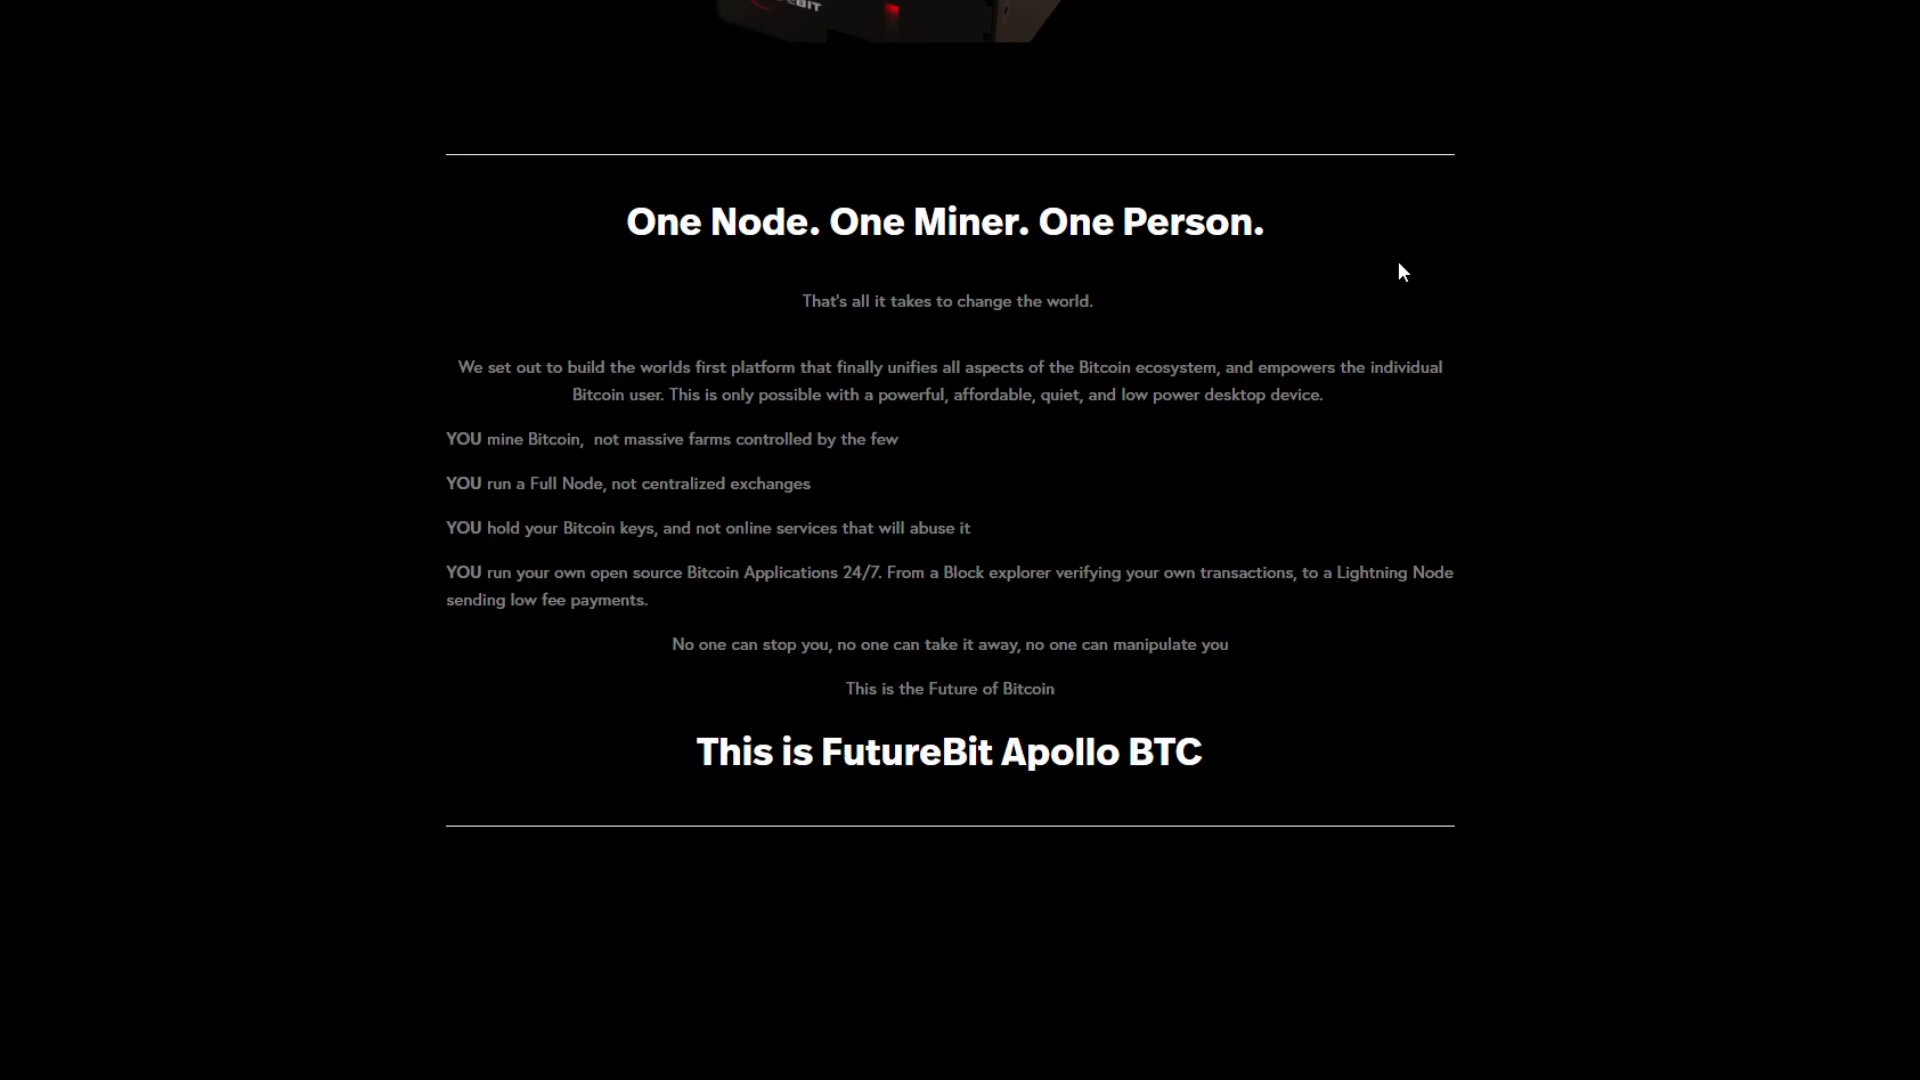 One Node. One Miner. One Person.
That's all it takes to change the world.
We set out to build the worlds first platform that finally unifies all aspects of the Bitcoin ecosystem, and empowers the individual
Bitcoin user. This is only possible with a powerful, affordable, quiet, and low power desktop device.
YOU mine Bitcoin,  not massive farms controlled by the few
YOU run a Full Node, not centralized exchanges
YOU hold your Bitcoin keys, and not online services that will abuse it
YOU run your own open source Bitcoin Applications 24/7. From a Block explorer verifying your own transactions, to a Lightning Node
sending low fee payments.
No one can stop you, no one can take it away, no one can manipulate you
This is the Future of Bitcoin
This is FutureBit Apollo BTC